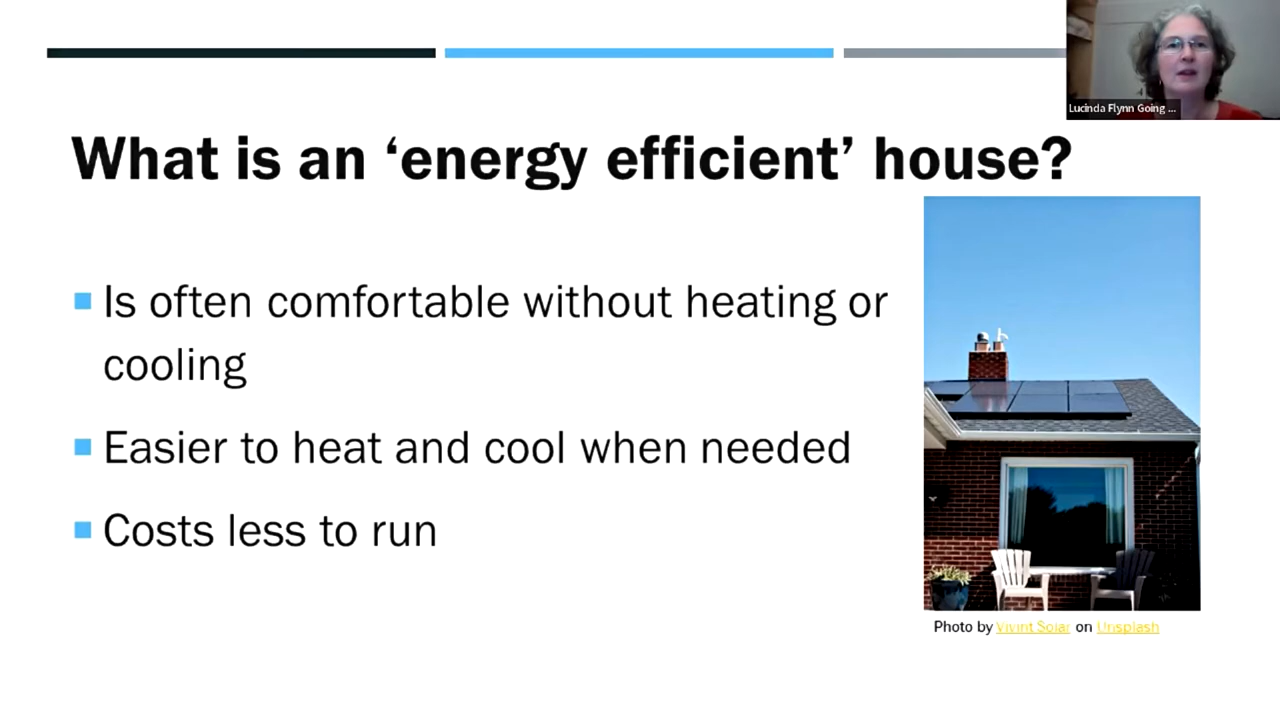 Lucinda Flynn Going ...
What is an ‘energy efficient’ house?
Is often comfortable without heating or
cooling
Easier to heat and cool when needed
Costs less to run
Photo by Vivint Solar on Unsplash